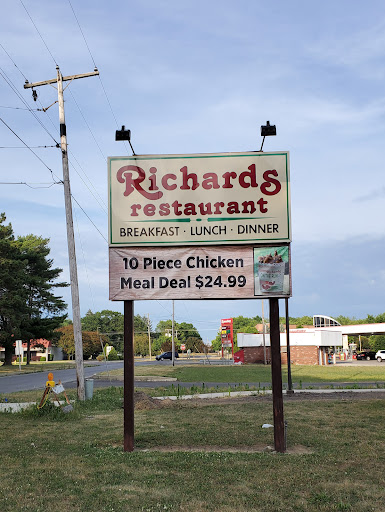 Richards
restaurant
BREAKFAST · LUNCH · DINNER
10 Piece Chicken
Meal Deal $24.99